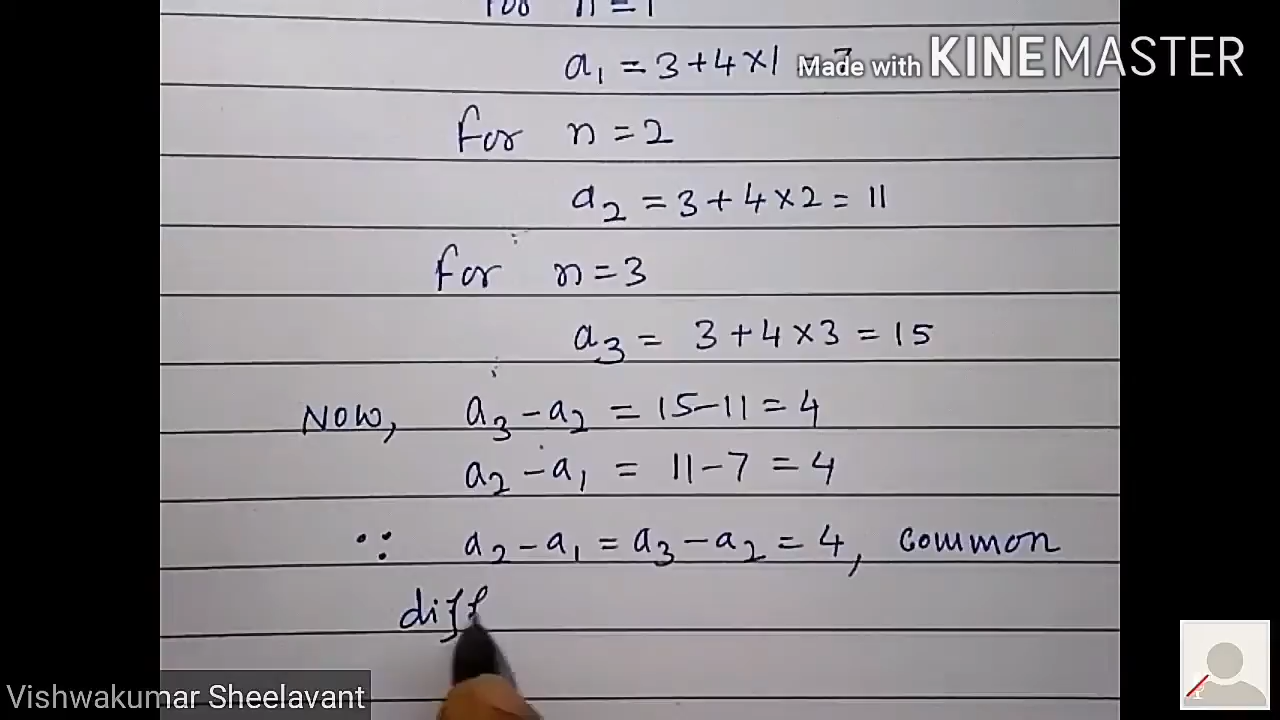 n=1
a₁ = 3+4×1 = 7
Made with KINEMASTER
For n=2
a₂ = 3+4×2 = 11
For n=3
a₃ = 3+4×3 = 15
Now, a₃-a₂ = 15-11 = 4
a₂-a₁ = 11-7 = 4
∵ a₂-a₁ = a₃-a₂ = 4, common
diff
Vishwakumar Sheelavant